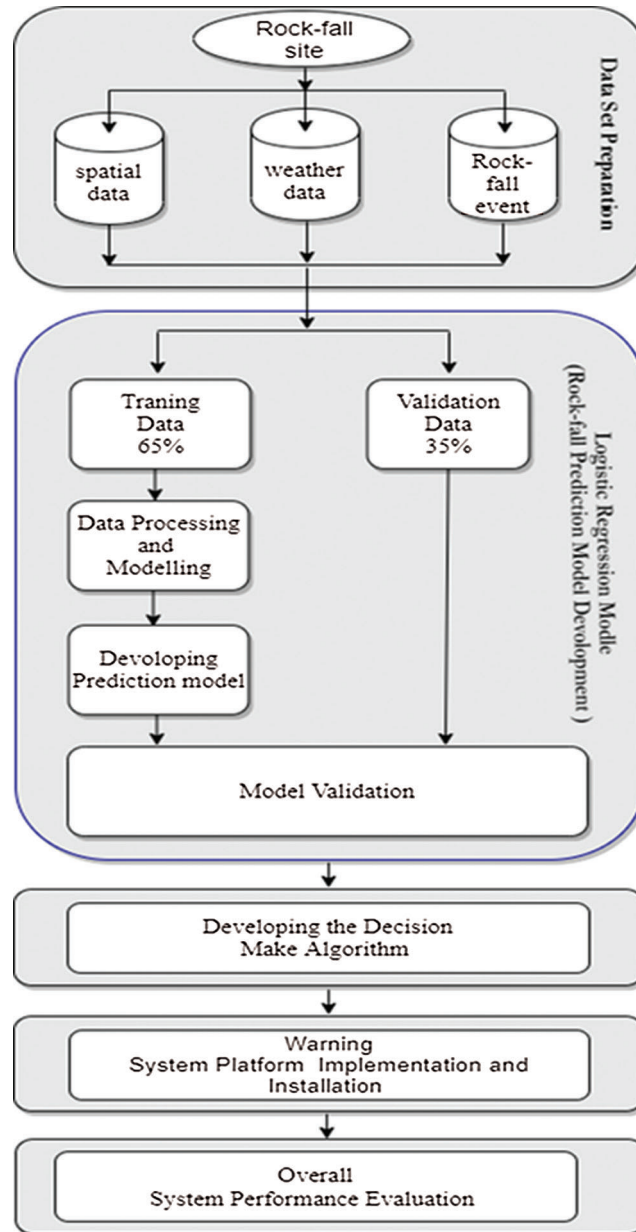 Rock-fall
site
spatial
data
weather
data
Rock-
fall
event
Data Set Preparation
Traning
Data
65%
Validation
Data
35%
Data Processing
and
Modelling
Devoloping
Prediction model
Model Validation
Logistic Regression Modle
(Rock-fall Prediction Model Devolopment )
Developing the Decision
Make Algorithm
Warning
System Platform Implementation and
Installation
Overall
System Performance Evaluation